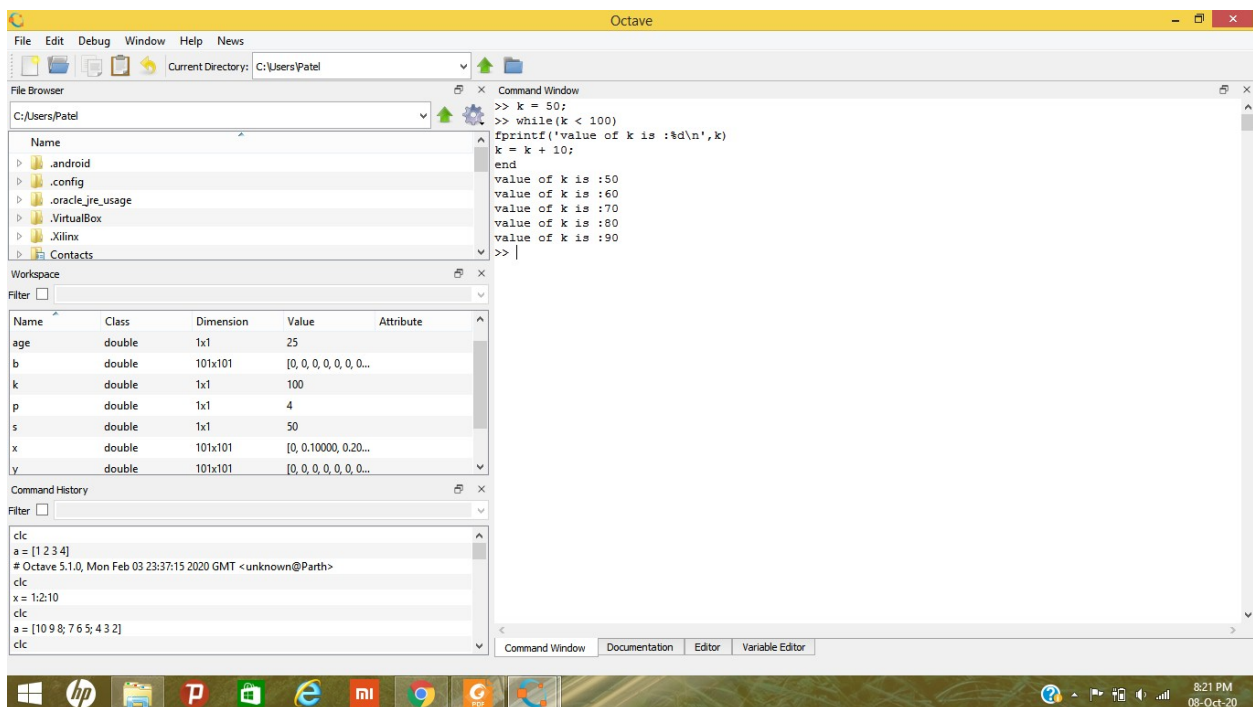 Octave
File Edit Debug Window Help News
Current Directory: C:\Users\Patel
File Browser
C:/Users/Patel
Name
.android
.config
.oracle_jre_usage
.VirtualBox
.Xilinx
Contacts
Workspace
Filter
Name Class Dimension Value Attribute
age double 1x1 25
b double 101x101 [0, 0, 0, 0, 0, 0, 0...
k double 1x1 100
p double 1x1 4
s double 1x1 50
x double 101x101 [0, 0.10000, 0.20...
y double 101x101 [0, 0, 0, 0, 0, 0, 0...
Command History
Filter
clc
a = [1 2 3 4]
# Octave 5.1.0, Mon Feb 03 23:37:15 2020 GMT <unknown@Parth>
clc
x = 1:2:10
clc
a = [10 9 8; 7 6 5; 4 3 2]
clc
Command Window
>> k = 50;
>> while(k < 100)
fprintf('value of k is :%d\n',k)
k = k + 10;
end
value of k is :50
value of k is :60
value of k is :70
value of k is :80
value of k is :90
>>
Command Window Documentation Editor Variable Editor
hp
mi
PDF
8:21 PM
08-Oct-20